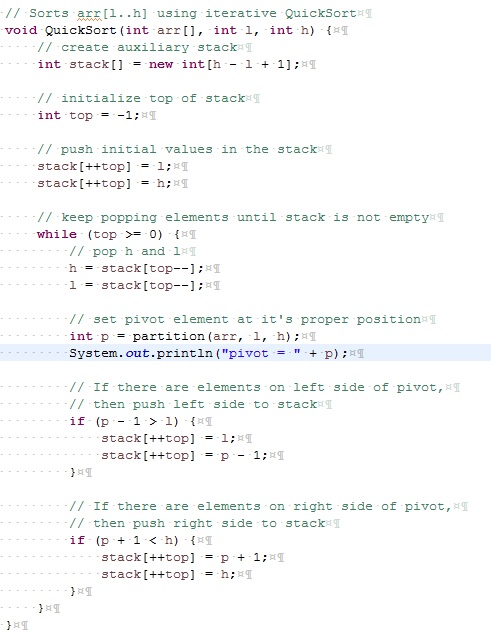 // Sorts arr[l..h] using iterative QuickSort¤¶
void QuickSort(int arr[], int l, int h) {¤¶
    // create auxiliary stack¤¶
    int stack[] = new int[h - l + 1];¤¶

    // initialize top of stack¤¶
    int top = -1;¤¶

    // push initial values in the stack¤¶
    stack[++top] = l;¤¶
    stack[++top] = h;¤¶

    // keep popping elements until stack is not empty¤¶
    while (top >= 0) {¤¶
        // pop h and l¤¶
        h = stack[top--];¤¶
        l = stack[top--];¤¶

        // set pivot element at it's proper position¤¶
        int p = partition(arr, l, h);¤¶
        System.out.println("pivot = " + p);¤¶

        // If there are elements on left side of pivot,¤¶
        // then push left side to stack¤¶
        if (p - 1 > l) {¤¶
            stack[++top] = l;¤¶
            stack[++top] = p - 1;¤¶
        }¤¶

        // If there are elements on right side of pivot,¤¶
        // then push right side to stack¤¶
        if (p + 1 < h) {¤¶
            stack[++top] = p + 1;¤¶
            stack[++top] = h;¤¶
        }¤¶
    }¤¶
}¤¶